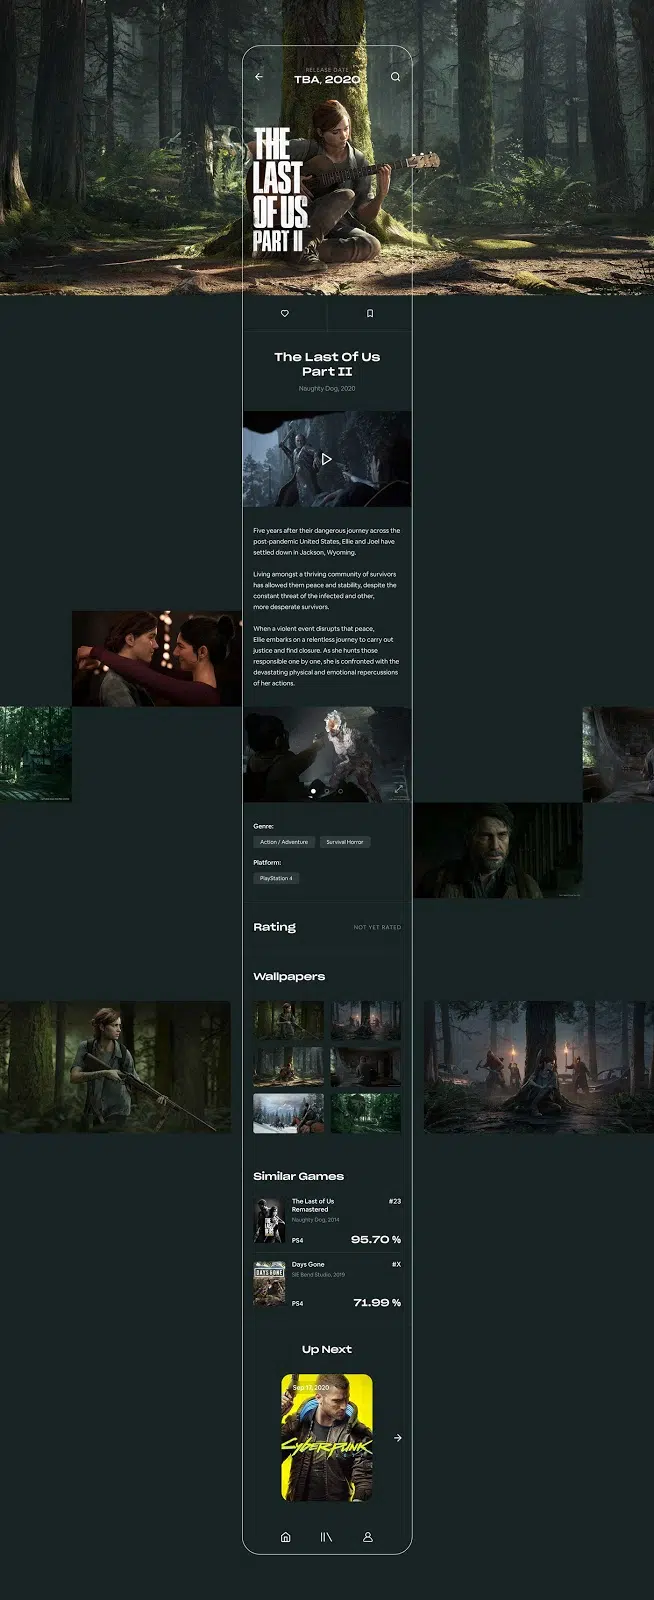 RELEASE DATE
TBA, 2020
THE
LAST
OF US
PART II
The Last Of Us
Part II
Naughty Dog, 2020
Five years after their dangerous journey across the
post-pandemic United States, Ellie and Joel have
settled down in Jackson, Wyoming.
Living amongst a thriving community of survivors
has allowed them peace and stability, despite the
constant threat of the infected and other,
more desperate survivors.
When a violent event disrupts that peace,
Ellie embarks on a relentless journey to carry out
justice and find closure. As she hunts those
responsible one by one, she is confronted with the
devastating physical and emotional repercussions
of her actions.
Genre:
Action / Adventure
Survival Horror
Platform:
PlayStation 4
Rating
NOT YET RATED
Wallpapers
Similar Games
The Last of Us
Remastered
#23
Naughty Dog, 2014
PS4
95.70 %
DAYS GONE
Days Gone
#X
SIE Bend Studio, 2019
PS4
71.99 %
Up Next
Sep 17, 2020
CYBERPUNK